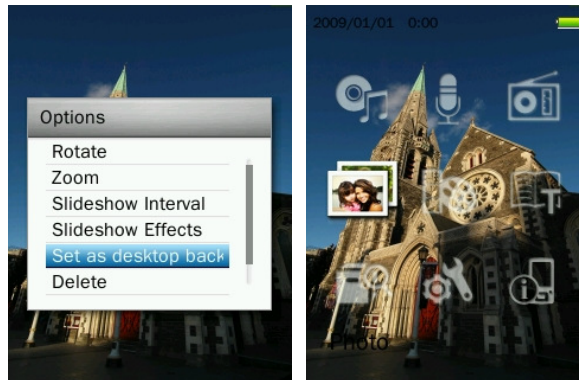 Options
Rotate
Zoom
Slideshow Interval
Slideshow Effects
Set as desktop back
Delete
2009/01/01 0:00
Photo